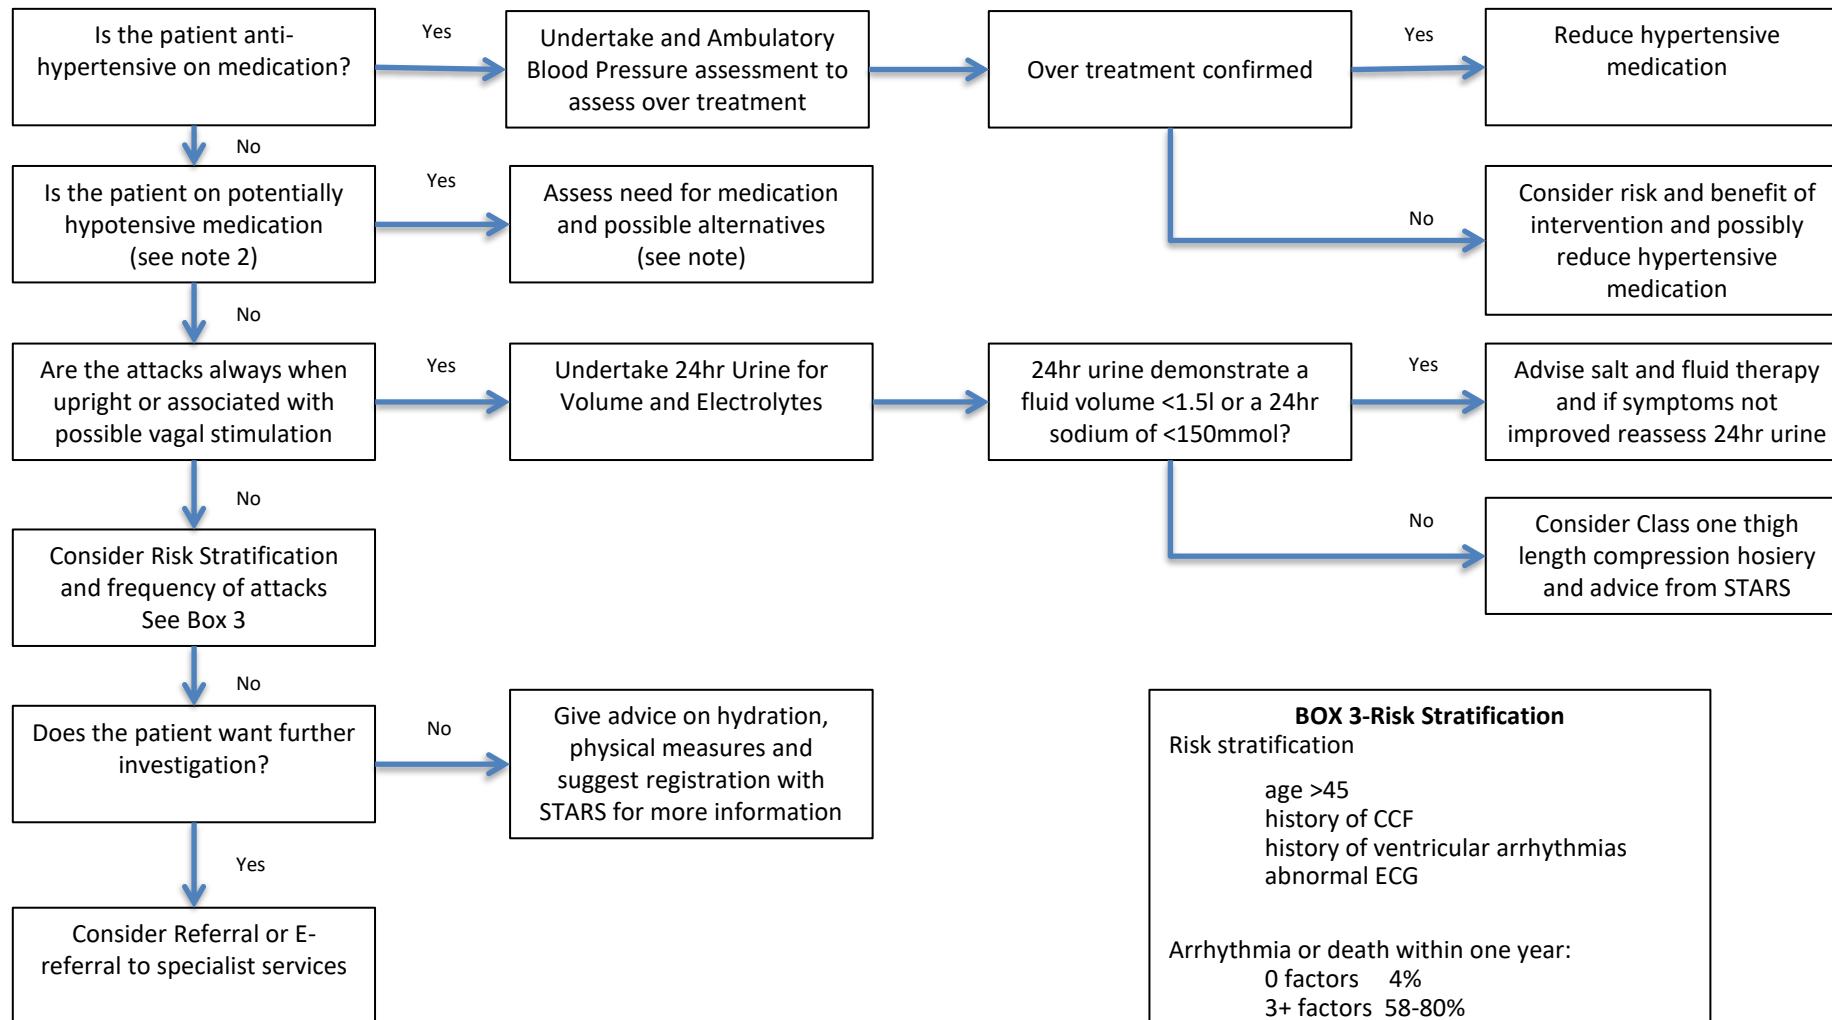 Is the patient anti-
hypertensive on medication?
Yes
Undertake and Ambulatory
Blood Pressure assessment to
assess over treatment
Over treatment confirmed
Yes
Reduce hypertensive
medication
No
Consider risk and benefit of
intervention and possibly
reduce hypertensive
medication
No
Is the patient on potentially
hypotensive medication
(see note 2)
Yes
Assess need for medication
and possible alternatives
(see note)
No
Are the attacks always when
upright or associated with
possible vagal stimulation
Yes
Undertake 24hr Urine for
Volume and Electrolytes
24hr urine demonstrate a
fluid volume <1.5l or a 24hr
sodium of <150mmol?
Yes
Advise salt and fluid therapy
and if symptoms not
improved reassess 24hr urine
No
Consider Class one thigh
length compression hosiery
and advice from STARS
No
Consider Risk Stratification
and frequency of attacks
See Box 3
No
Does the patient want further
investigation?
No
Give advice on hydration,
physical measures and
suggest registration with
STARS for more information
Yes
Consider Referral or E-
referral to specialist services
BOX 3-Risk Stratification
Risk stratification
age >45
history of CCF
history of ventricular arrhythmias
abnormal ECG
Arrhythmia or death within one year:
0 factors 4%
3+ factors 58-80%